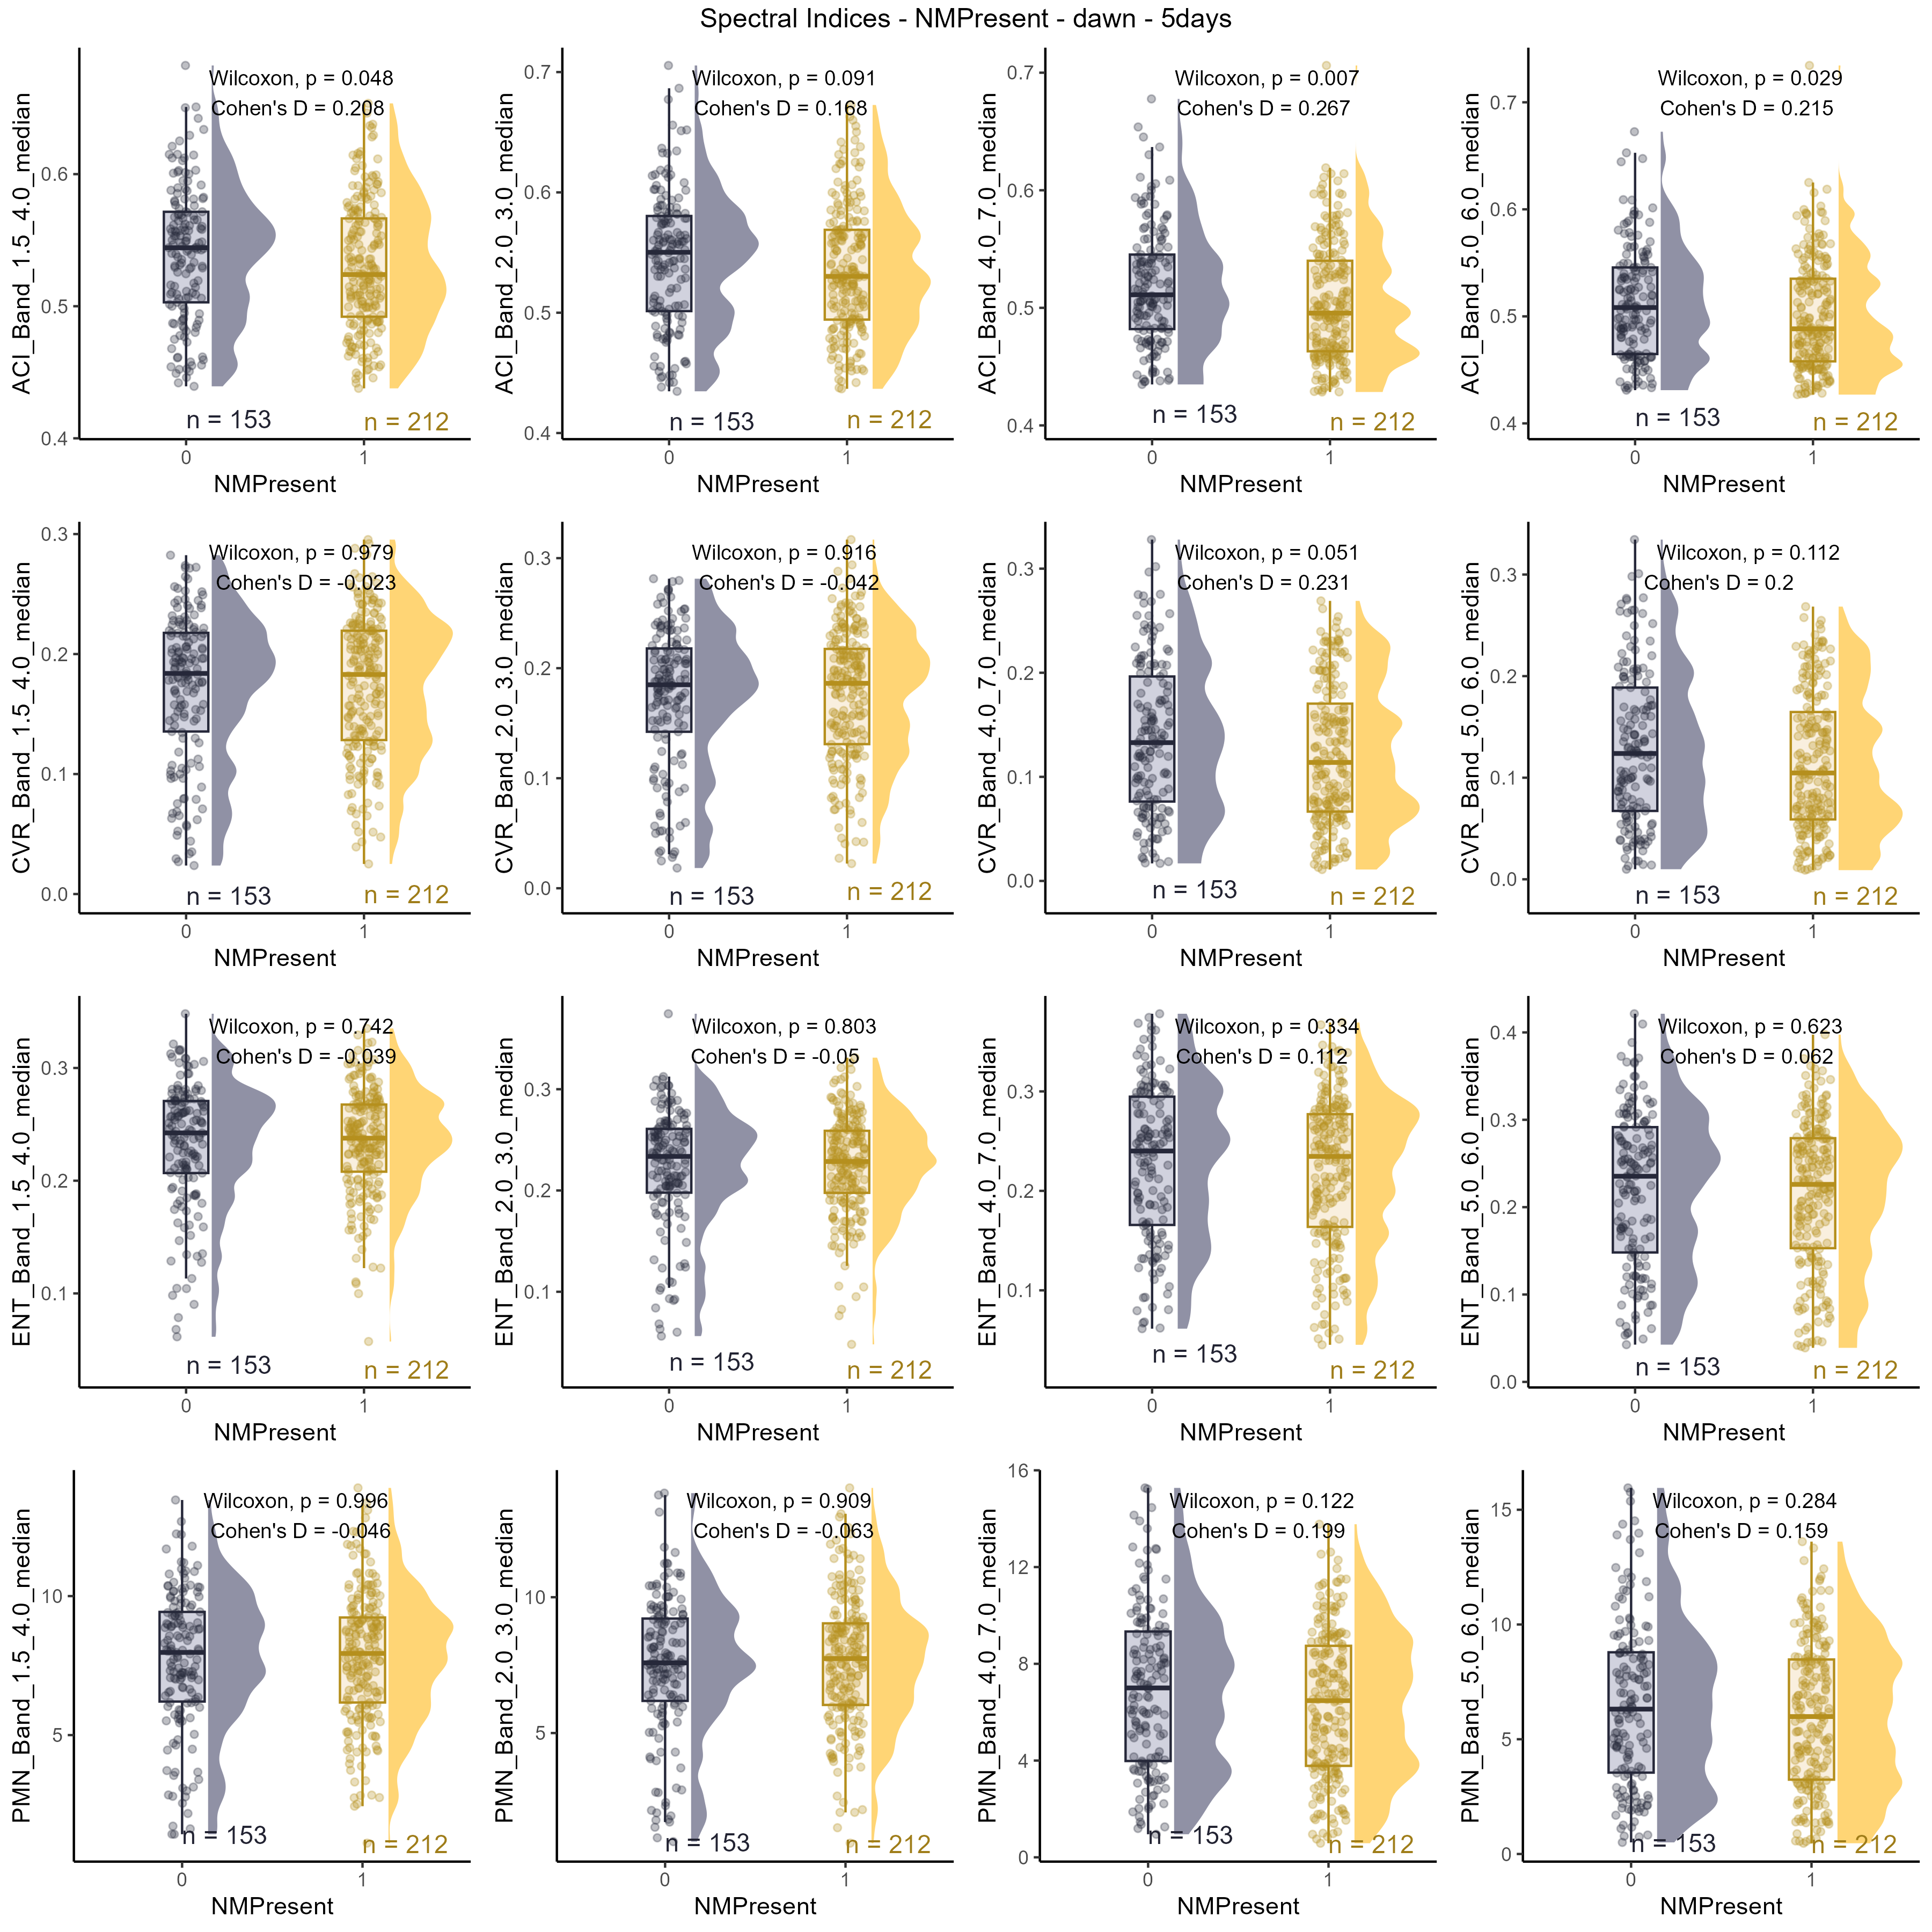 Spectral Indices - NMPresent - dawn - 5days
ACI_Band_1.5_4.0_median
Wilcoxon, p = 0.048
Cohen's D = 0.208
0.6
0.5
0.4
n = 153
n = 212
0
1
NMPresent
ACI_Band_2.0_3.0_median
Wilcoxon, p = 0.091
Cohen's D = 0.168
0.7
0.6
0.5
0.4
n = 153
n = 212
0
1
NMPresent
ACI_Band_4.0_7.0_median
Wilcoxon, p = 0.007
Cohen's D = 0.267
0.7
0.6
0.5
0.4
n = 153
n = 212
0
1
NMPresent
ACI_Band_5.0_6.0_median
Wilcoxon, p = 0.029
Cohen's D = 0.215
0.7
0.6
0.5
0.4
n = 153
n = 212
0
1
NMPresent
CVR_Band_1.5_4.0_median
Wilcoxon, p = 0.979
Cohen's D = -0.023
0.3
0.2
0.1
0.0
n = 153
n = 212
0
1
NMPresent
CVR_Band_2.0_3.0_median
Wilcoxon, p = 0.916
Cohen's D = -0.042
0.3
0.2
0.1
0.0
n = 153
n = 212
0
1
NMPresent
CVR_Band_4.0_7.0_median
Wilcoxon, p = 0.051
Cohen's D = 0.231
0.3
0.2
0.1
0.0
n = 153
n = 212
0
1
NMPresent
CVR_Band_5.0_6.0_median
Wilcoxon, p = 0.112
Cohen's D = 0.2
0.3
0.2
0.1
0.0
n = 153
n = 212
0
1
NMPresent
ENT_Band_1.5_4.0_median
Wilcoxon, p = 0.742
Cohen's D = -0.039
0.3
0.2
0.1
n = 153
n = 212
0
1
NMPresent
ENT_Band_2.0_3.0_median
Wilcoxon, p = 0.803
Cohen's D = -0.05
0.3
0.2
0.1
n = 153
n = 212
0
1
NMPresent
ENT_Band_4.0_7.0_median
Wilcoxon, p = 0.334
Cohen's D = 0.112
0.3
0.2
0.1
n = 153
n = 212
0
1
NMPresent
ENT_Band_5.0_6.0_median
Wilcoxon, p = 0.623
Cohen's D = 0.062
0.4
0.3
0.2
0.1
0.0
n = 153
n = 212
0
1
NMPresent
PMN_Band_1.5_4.0_median
Wilcoxon, p = 0.996
Cohen's D = -0.046
10
5
n = 153
n = 212
0
1
NMPresent
PMN_Band_2.0_3.0_median
Wilcoxon, p = 0.909
Cohen's D = -0.063
10
5
n = 153
n = 212
0
1
NMPresent
PMN_Band_4.0_7.0_median
Wilcoxon, p = 0.122
Cohen's D = 0.199
16
12
8
4
0
n = 153
n = 212
0
1
NMPresent
PMN_Band_5.0_6.0_median
Wilcoxon, p = 0.284
Cohen's D = 0.159
15
10
5
0
n = 153
n = 212
0
1
NMPresent